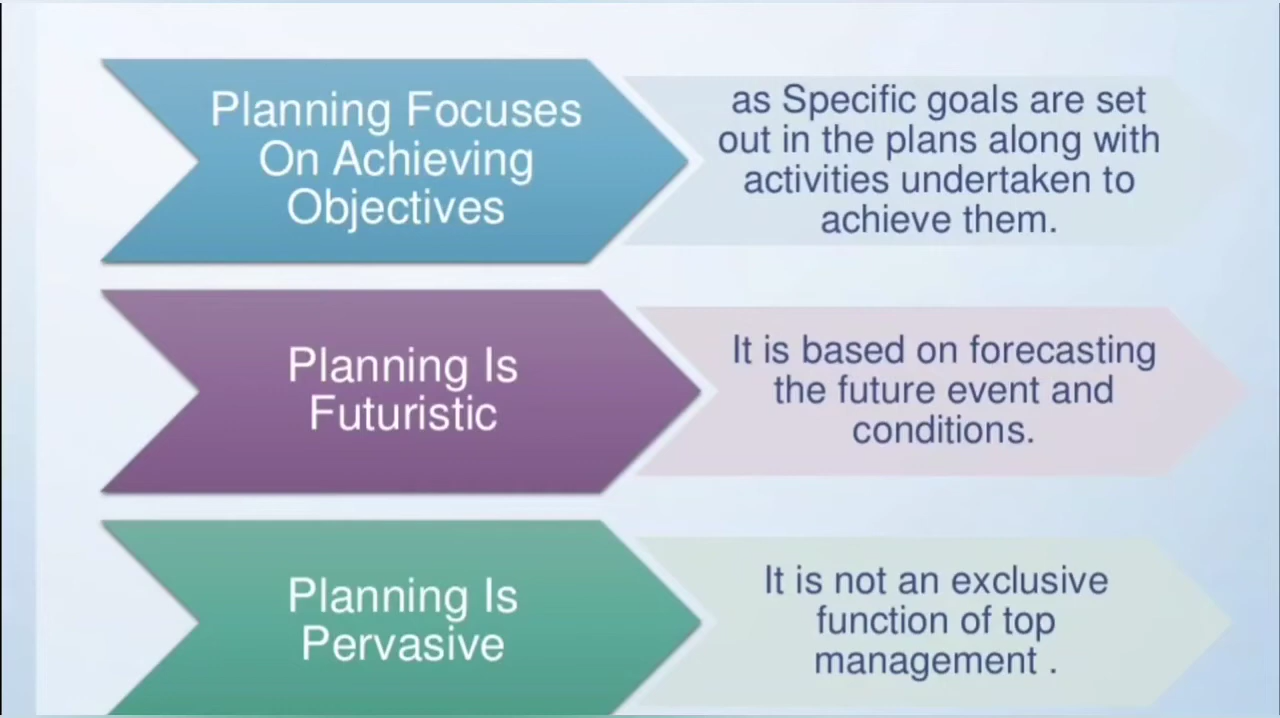 Planning Focuses
On Achieving
Objectives
as Specific goals are set
out in the plans along with
activities undertaken to
achieve them.
Planning Is
Futuristic
It is based on forecasting
the future event and
conditions.
Planning Is
Pervasive
It is not an exclusive
function of top
management .